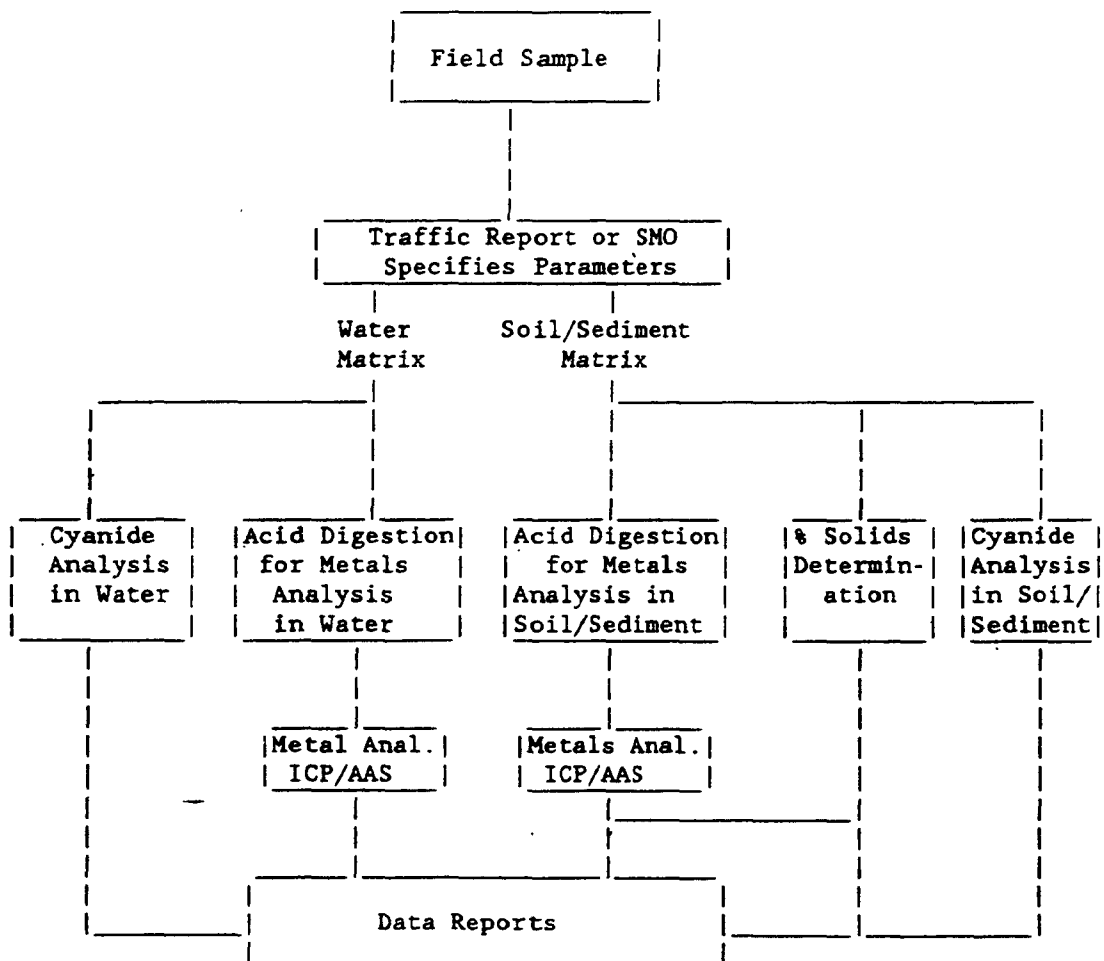 Field Sample
Traffic Report or SMO
Specifies Parameters
Water
Matrix
Soil/Sediment
Matrix
Cyanide
Analysis
in Water
Acid Digestion
for Metals
Analysis
in Water
Acid Digestion
for Metals
Analysis in
Soil/Sediment
% Solids
Determin-
ation
Cyanide
Analysis
in Soil/
Sediment
Metal Anal.
ICP/AAS
Metals Anal.
ICP/AAS
Data Reports